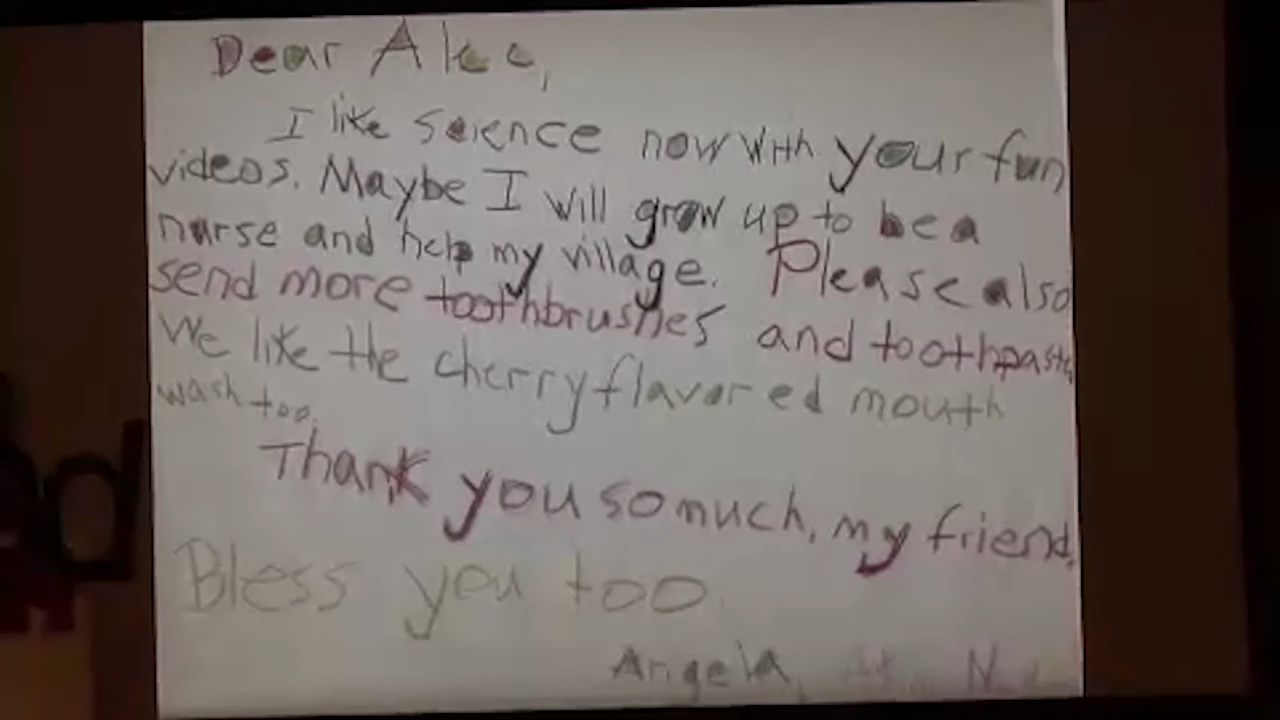 Dear Alec,
I like science now with your fun
videos. Maybe I will grow up to be a
nurse and help my village. Please also
send more toothbrushes and toothpaste
We like the cherry flavored mouth
wash too.
Thank you so much, my friend.
Bless you too.
Angela,